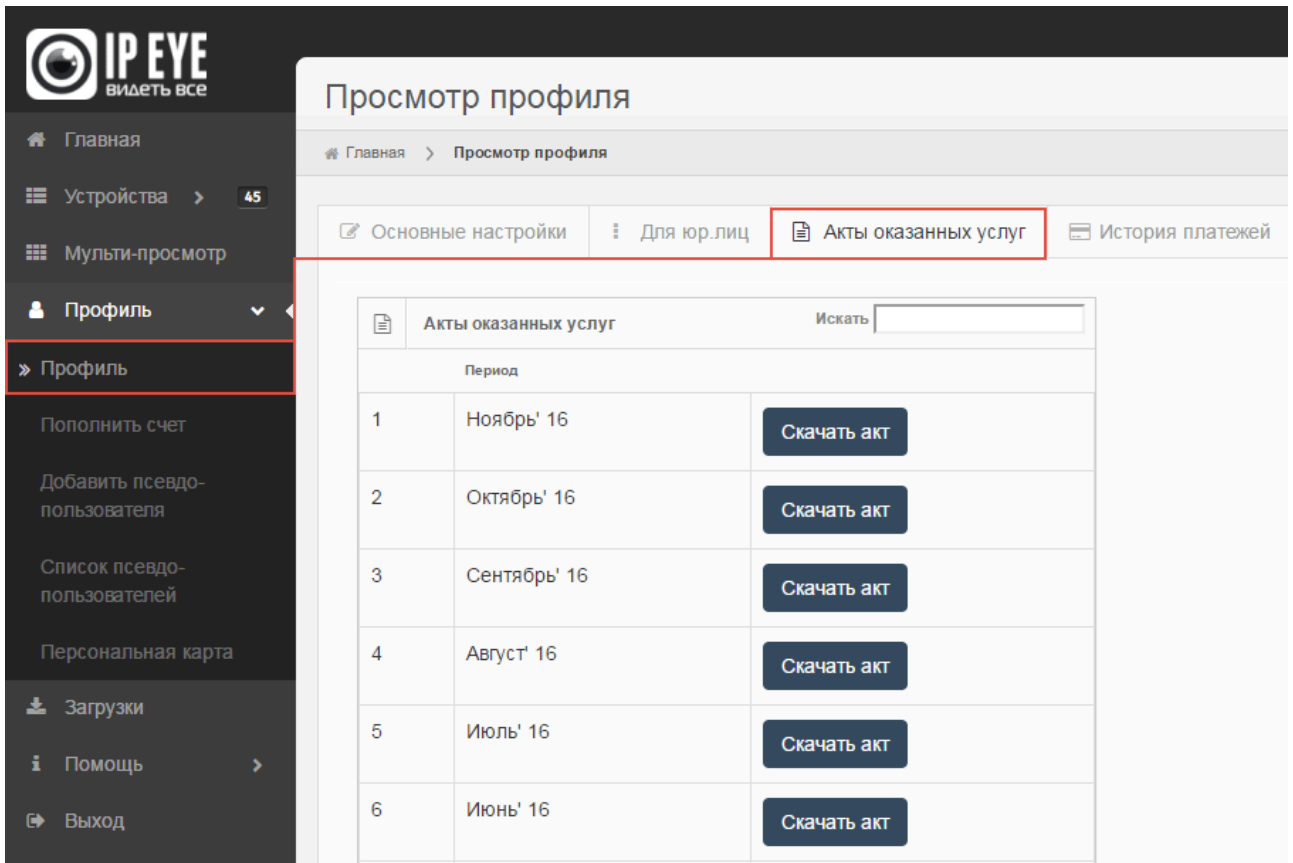 IP EYE
видеть все
Главная
Устройства
45
Мульти-просмотр
Профиль
Профиль
Пополнить счет
Добавить псевдо-
пользователя
Список псевдо-
пользователей
Персональная карта
Загрузки
Помощь
Выход
Просмотр профиля
Главная > Просмотр профиля
Основные настройки
Для юр.лиц
Акты оказанных услуг
История платежей
Акты оказанных услуг
Искать
Период
1 Ноябрь' 16 Скачать акт
2 Октябрь' 16 Скачать акт
3 Сентябрь' 16 Скачать акт
4 Август' 16 Скачать акт
5 Июль' 16 Скачать акт
6 Июнь' 16 Скачать акт